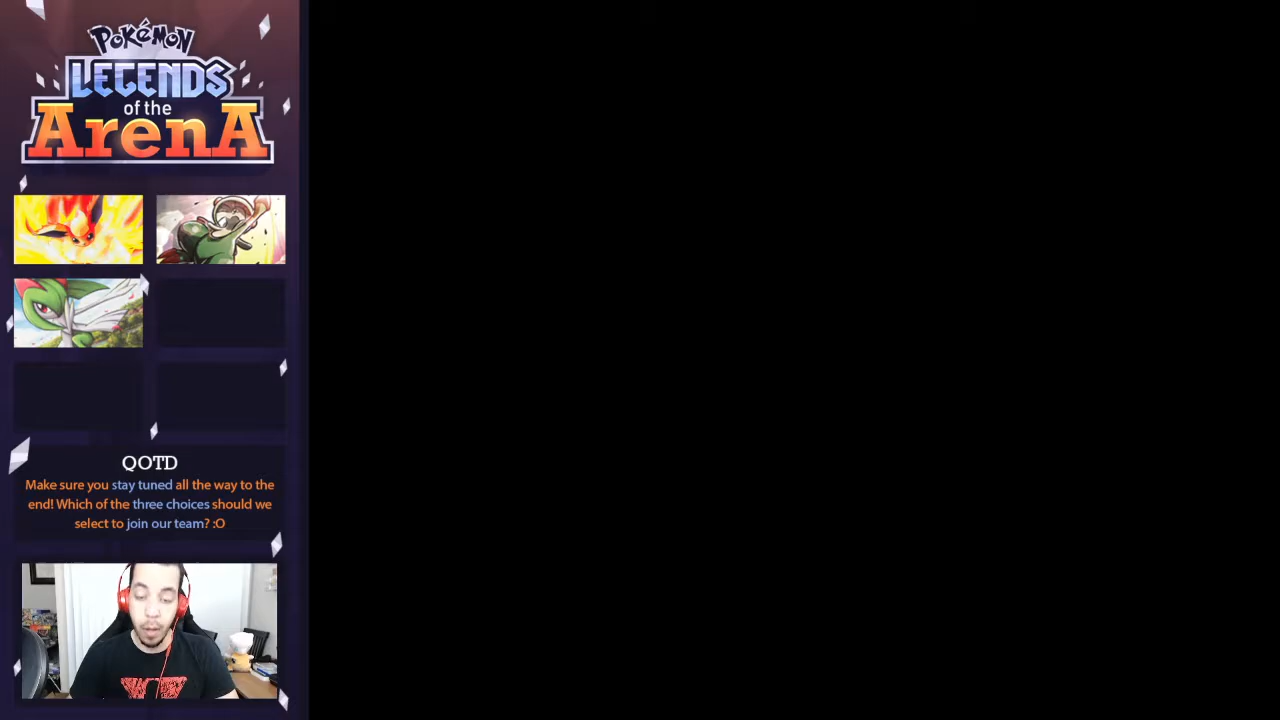 POKéMON
LEGENDS
of the
ArenA
QOTD
Make sure you stay tuned all the way to the
end! Which of the three choices should we
select to join our team? :O